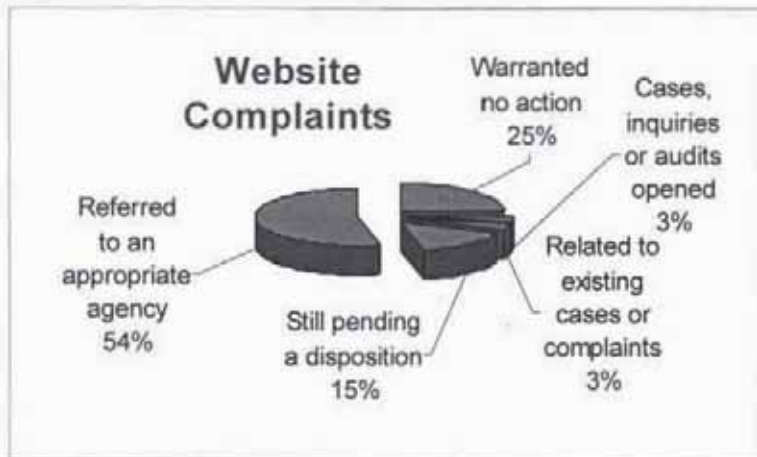 Website
Complaints
Warranted
no action
25%
Cases,
inquiries
or audits
opened
3%
Related to
existing
cases or
complaints
3%
Still pending
a disposition
15%
Referred
to an
appropriate
agency
54%